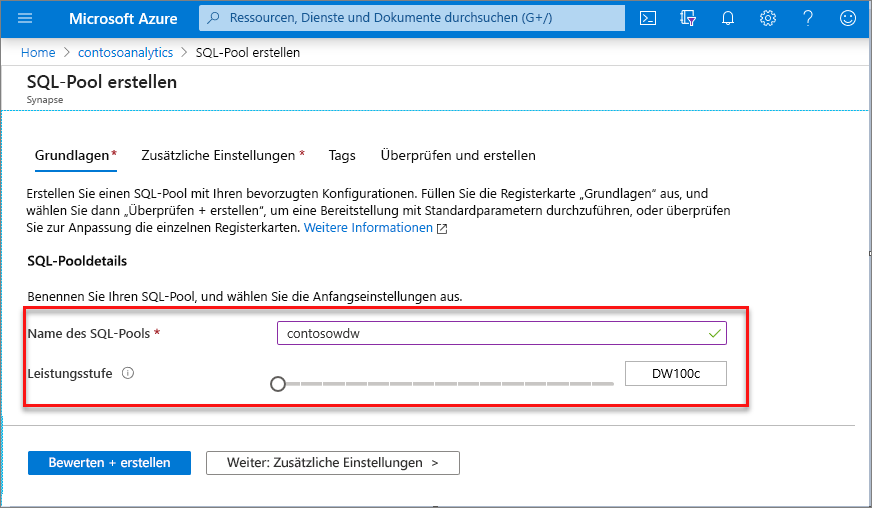 Microsoft Azure
Ressourcen, Dienste und Dokumente durchsuchen (G+/)
Home > contosoanalytics > SQL-Pool erstellen
SQL-Pool erstellen
Synapse
Grundlagen * Zusätzliche Einstellungen * Tags Überprüfen und erstellen
Erstellen Sie einen SQL-Pool mit Ihren bevorzugten Konfigurationen. Füllen Sie die Registerkarte „Grundlagen“ aus, und
wählen Sie dann „Überprüfen + erstellen“, um eine Bereitstellung mit Standardparametern durchzuführen, oder überprüfen
Sie zur Anpassung die einzelnen Registerkarten. Weitere Informationen
SQL-Pooldetails
Benennen Sie Ihren SQL-Pool, und wählen Sie die Anfangseinstellungen aus.
Name des SQL-Pools * contosowdw
Leistungsstufe DW100c
Bewerten + erstellen Weiter: Zusätzliche Einstellungen >